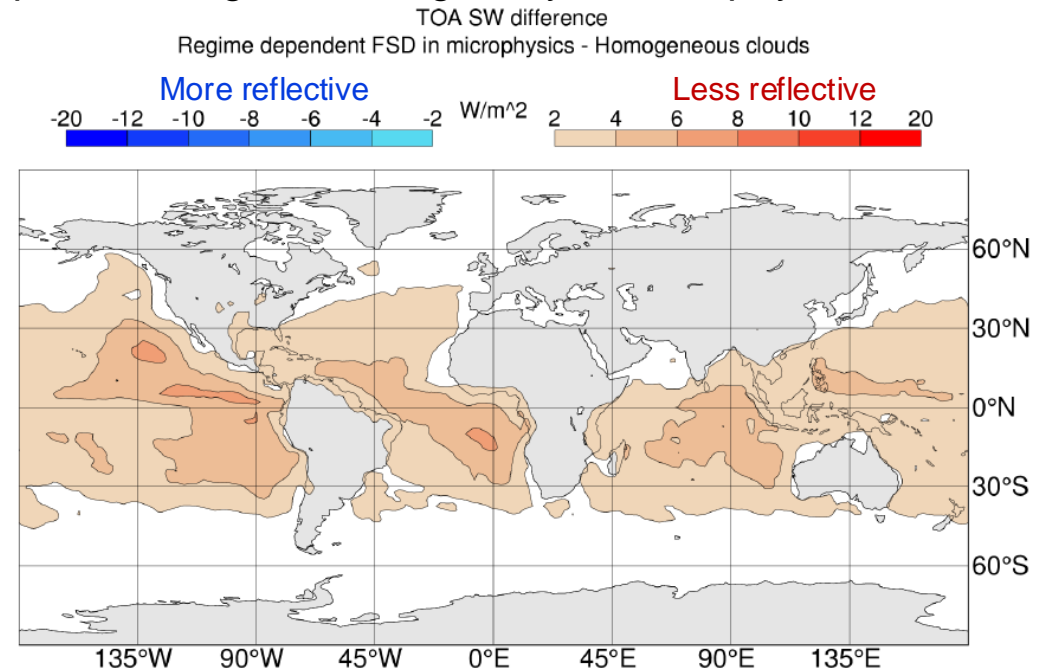 TOA SW difference
Regime dependent FSD in microphysics - Homogeneous clouds
More reflective
Less reflective
-20 -12 -10 -8 -6 -4 -2 W/m^2 2 4 6 8 10 12 20
60°N
30°N
0°N
30°S
60°S
135°W 90°W 45°W 0°E 45°E 90°E 135°E